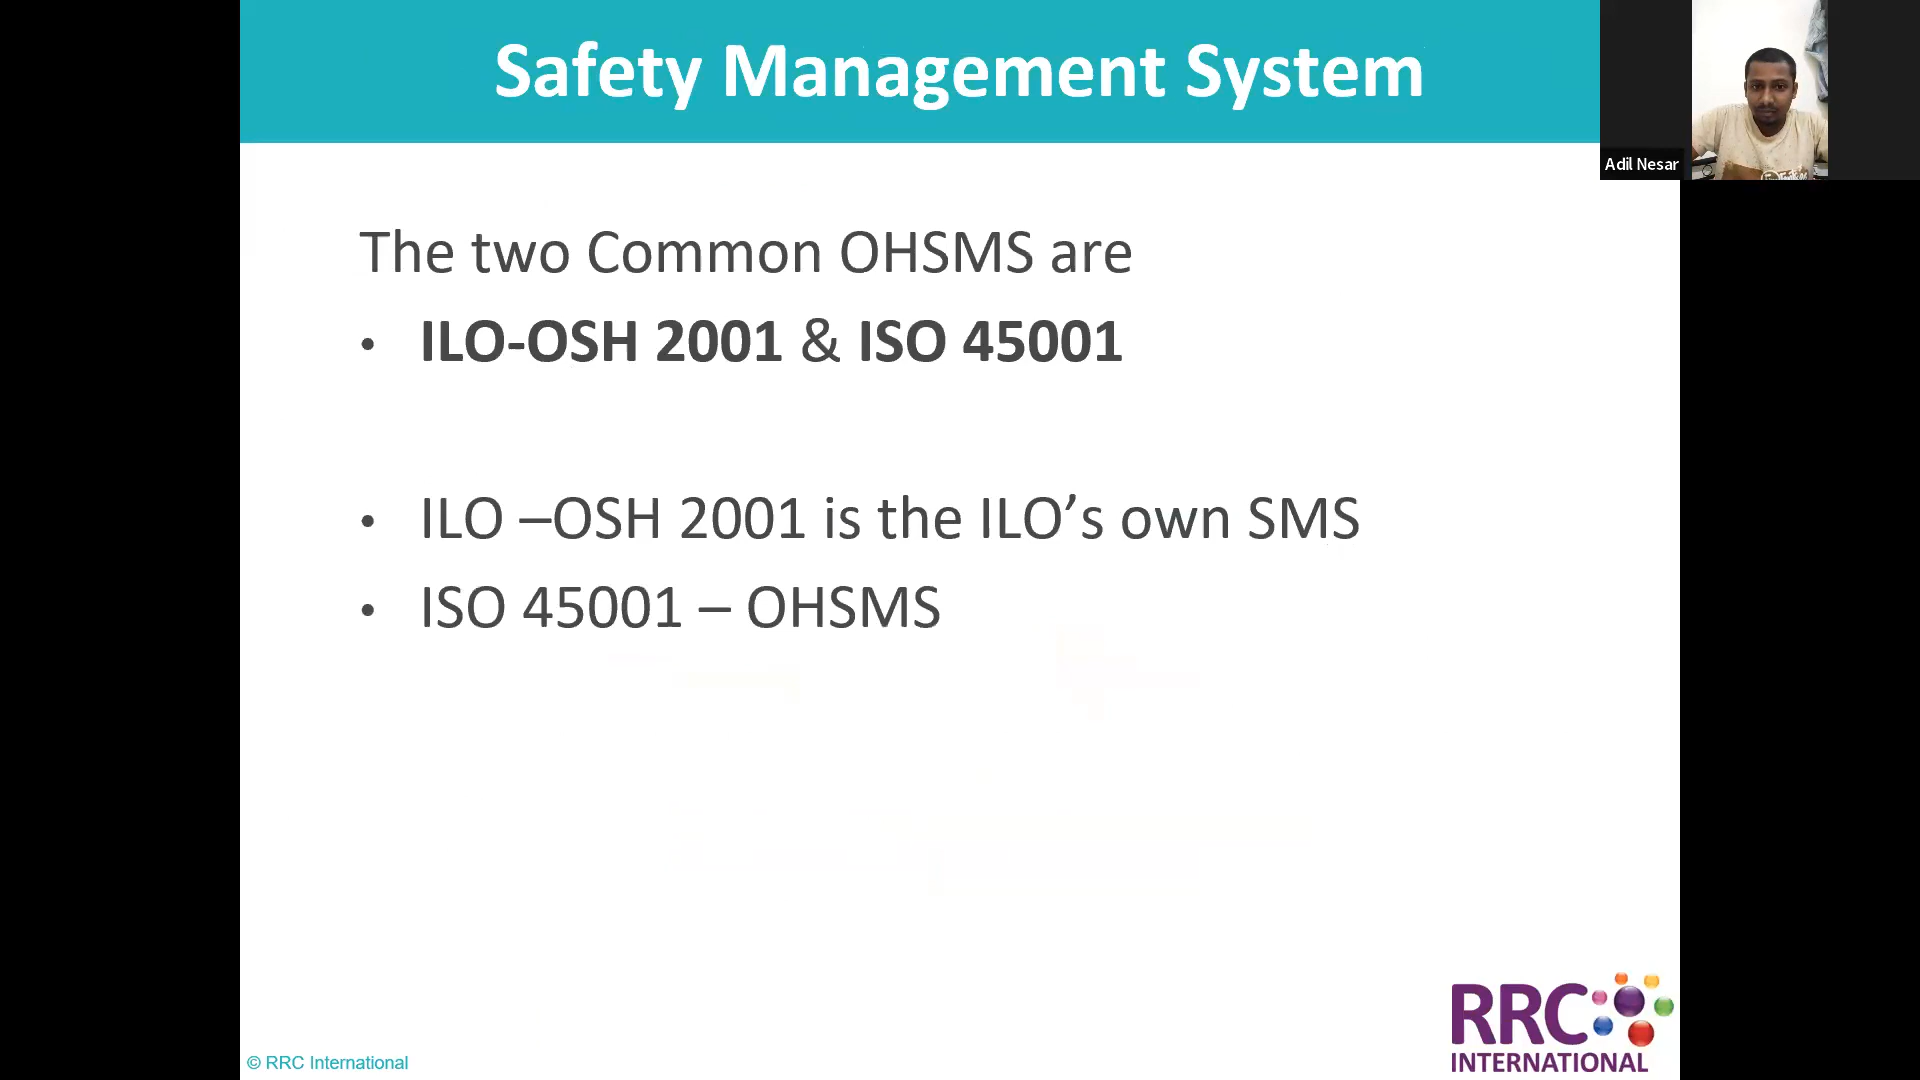 Safety Management System
Adil Nesar
The two Common OHSMS are
• ILO-OSH 2001 & ISO 45001
• ILO –OSH 2001 is the ILO’s own SMS
• ISO 45001 – OHSMS
RRC
INTERNATIONAL
© RRC International